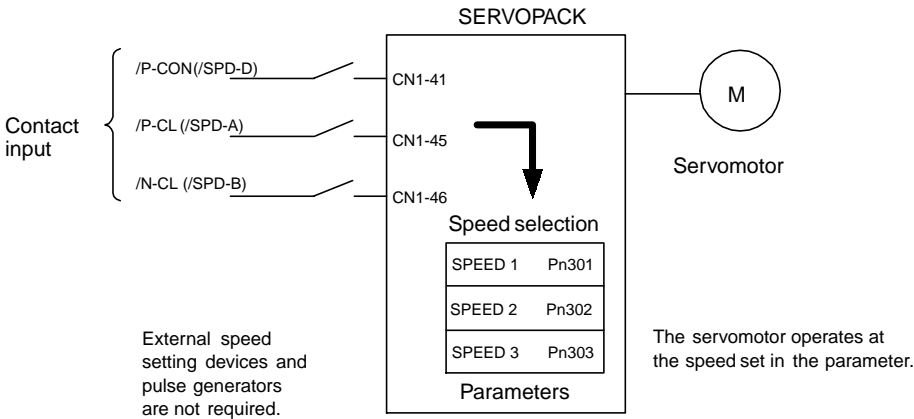 SERVOPACK
/P-CON(/SPD-D)
CN1-41
M
Contact
input
/P-CL (/SPD-A)
CN1-45
Servomotor
/N-CL (/SPD-B)
CN1-46
Speed selection
SPEED 1 Pn301
SPEED 2 Pn302
SPEED 3 Pn303
Parameters
External speed
setting devices and
pulse generators
are not required.
The servomotor operates at
the speed set in the parameter.